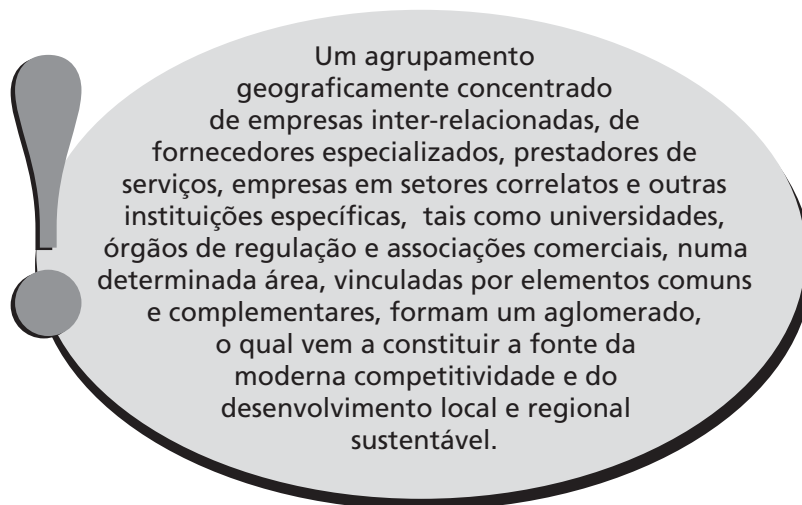 Um agrupamento
geograficamente concentrado
de empresas inter-relacionadas, de
fornecedores especializados, prestadores de
serviços, empresas em setores correlatos e outras
instituições específicas, tais como universidades,
órgãos de regulação e associações comerciais, numa
determinada área, vinculadas por elementos comuns
e complementares, formam um aglomerado,
o qual vem a constituir a fonte da
moderna competitividade e do
desenvolvimento local e regional
sustentável.